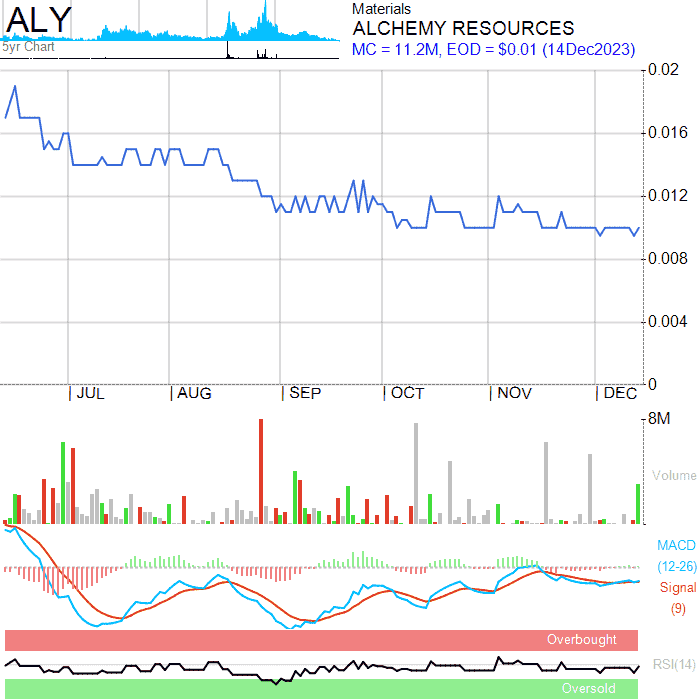 ALY
5yr Chart
Materials
ALCHEMY RESOURCES
MC = 11.2M, EOD = $0.01 (14Dec2023)
0.02
0.016
0.012
0.008
0.004
0
JUL
AUG
SEP
OCT
NOV
DEC
8M
Volume
MACD
(12-26)
Signal
(9)
Overbought
RSI(14)
Oversold